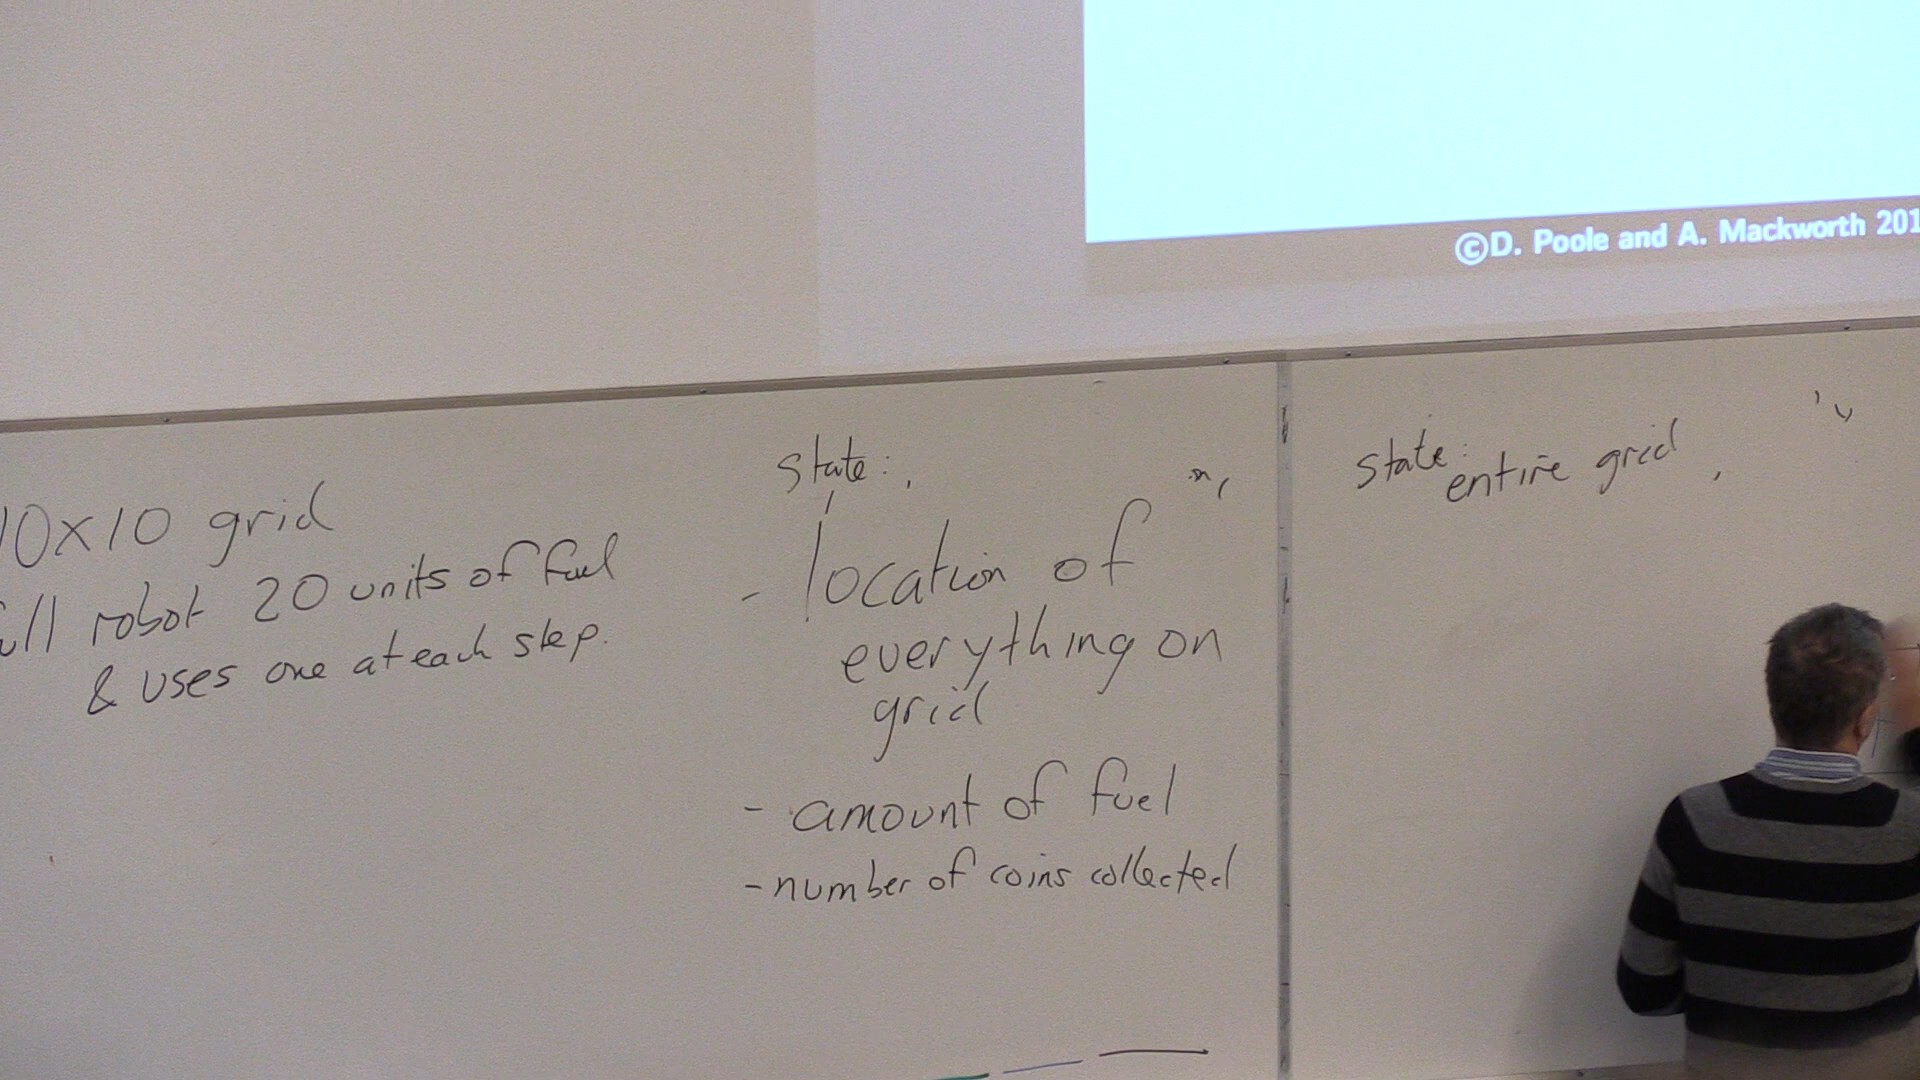 ©D. Poole and A. Mackworth 201
10x10 grid
robot 20 units of fuel
& uses one at each step.
state:
- location of
everything on
grid
- amount of fuel
- number of coins collected
state:
entire grid